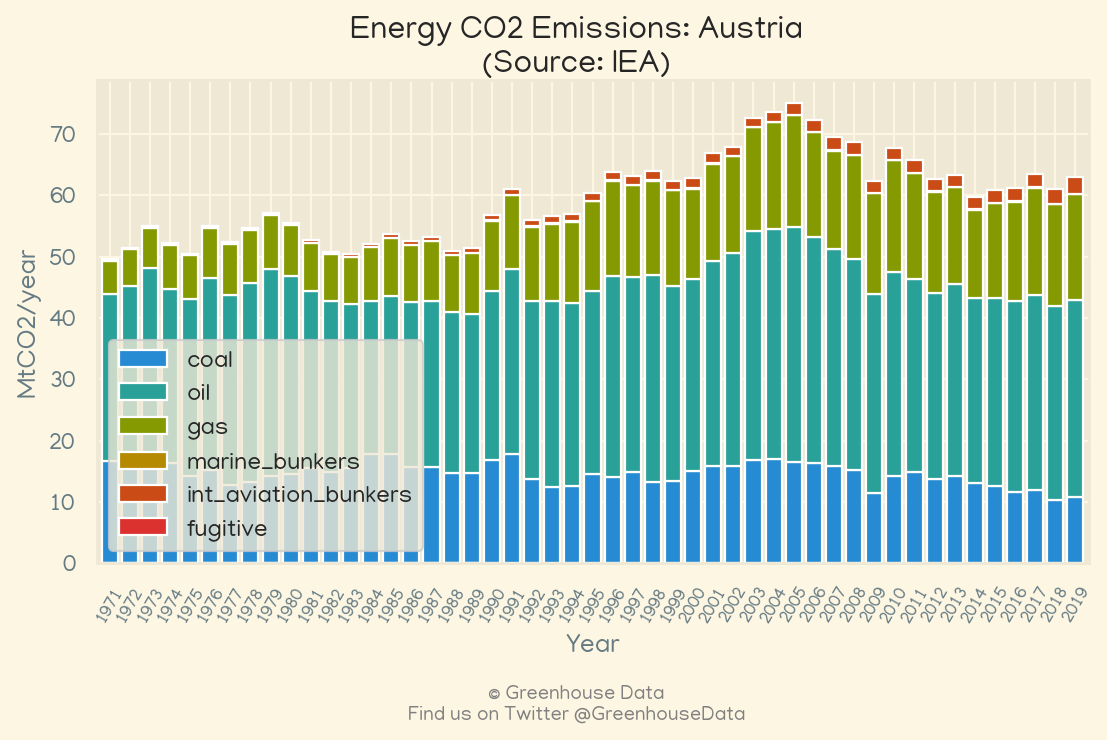 Energy CO2 Emissions: Austria
(Source: IEA)
MtCO2/year
70
60
50
40
30
20
10
0
coal
oil
gas
marine_bunkers
int_aviation_bunkers
fugitive
1971 1972 1973 1974 1975 1976 1977 1978 1979 1980 1981 1982 1983 1984 1985 1986 1987 1988 1989 1990 1991 1992 1993 1994 1995 1996 1997 1998 1999 2000 2001 2002 2003 2004 2005 2006 2007 2008 2009 2010 2011 2012 2013 2014 2015 2016 2017 2018 2019
Year
© Greenhouse Data
Find us on Twitter @GreenhouseData